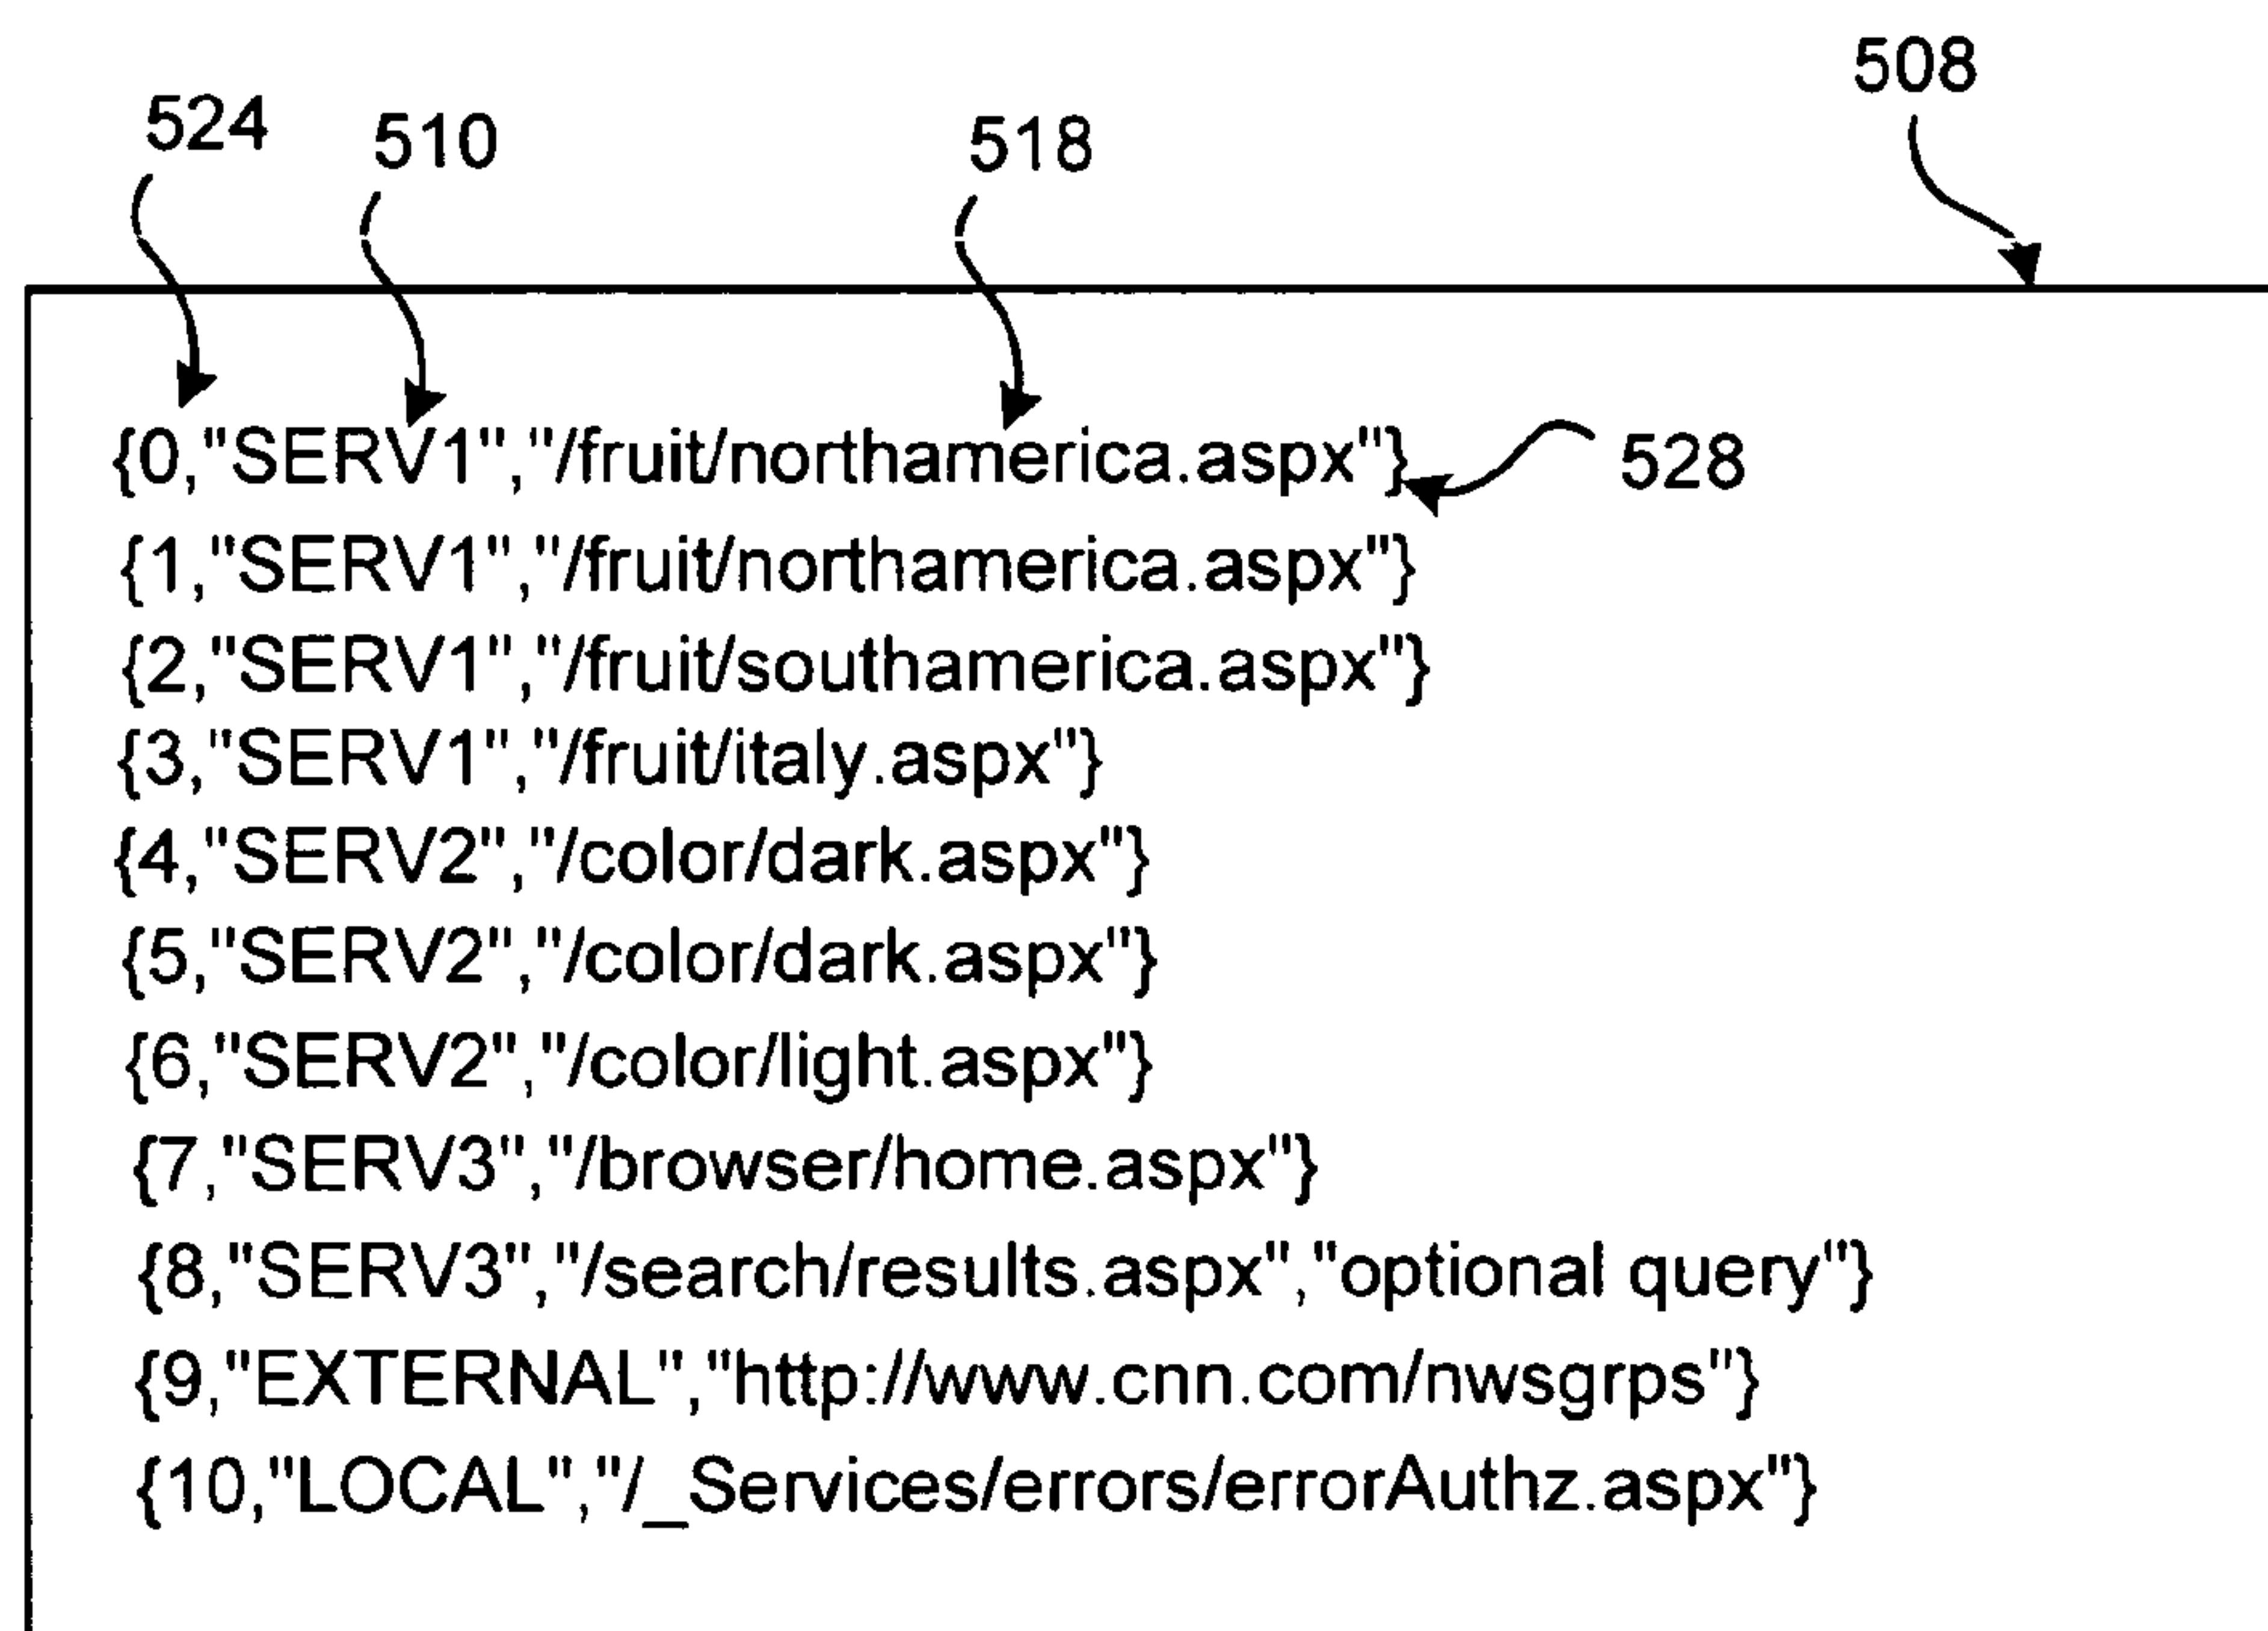 508
524 510 518
{0,"SERV1","/fruit/northamerica.aspx"} 528
{1,"SERV1","/fruit/northamerica.aspx"}
{2,"SERV1","/fruit/southamerica.aspx"}
{3,"SERV1","/fruit/italy.aspx"}
{4,"SERV2","/color/dark.aspx"}
{5,"SERV2","/color/dark.aspx"}
{6,"SERV2","/color/light.aspx"}
{7,"SERV3","/browser/home.aspx"}
{8,"SERV3","/search/results.aspx","optional query"}
{9,"EXTERNAL","http://www.cnn.com/nwsgrps"}
{10,"LOCAL","/_Services/errors/errorAuthz.aspx"}